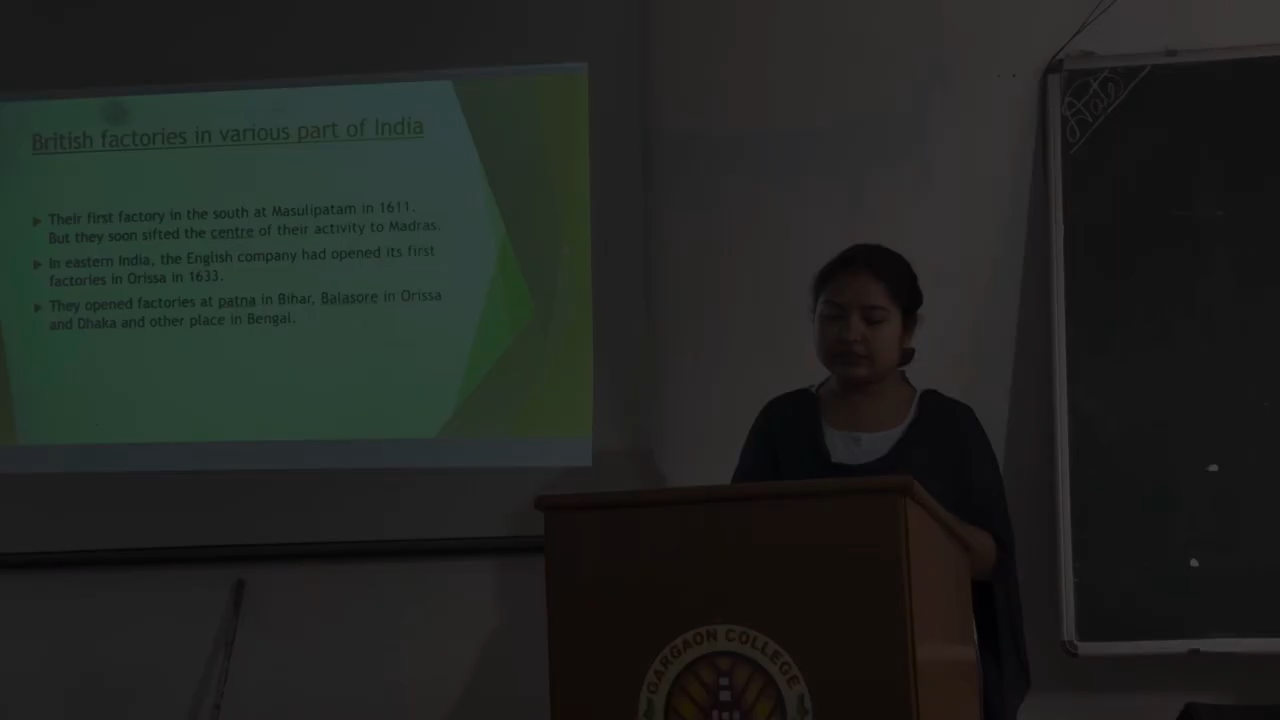 British factories in various part of India
Their first factory in the south at Masulipatam in 1611.
But they soon sifted the centre of their activity to Madras.
In eastern India, the English company had opened its first
factories in Orissa in 1633.
They opened factories at patna in Bihar, Balasore in Orissa
and Dhaka and other place in Bengal.
Date
GARGAON COLLEGE